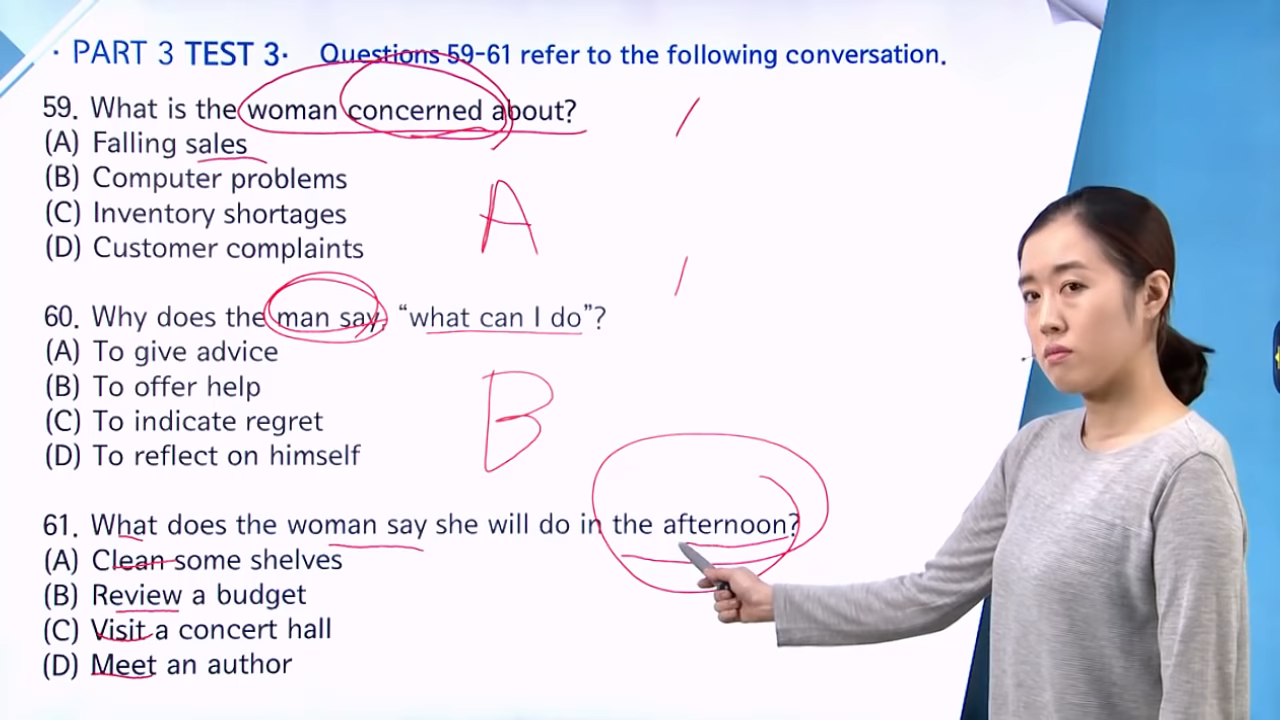 · PART 3 TEST 3· Questions 59-61 refer to the following conversation.
59. What is the woman concerned about?
(A) Falling sales
(B) Computer problems
(C) Inventory shortages
(D) Customer complaints
A
60. Why does the man say, “what can I do”?
(A) To give advice
(B) To offer help
(C) To indicate regret
(D) To reflect on himself
B
61. What does the woman say she will do in the afternoon?
(A) Clean some shelves
(B) Review a budget
(C) Visit a concert hall
(D) Meet an author